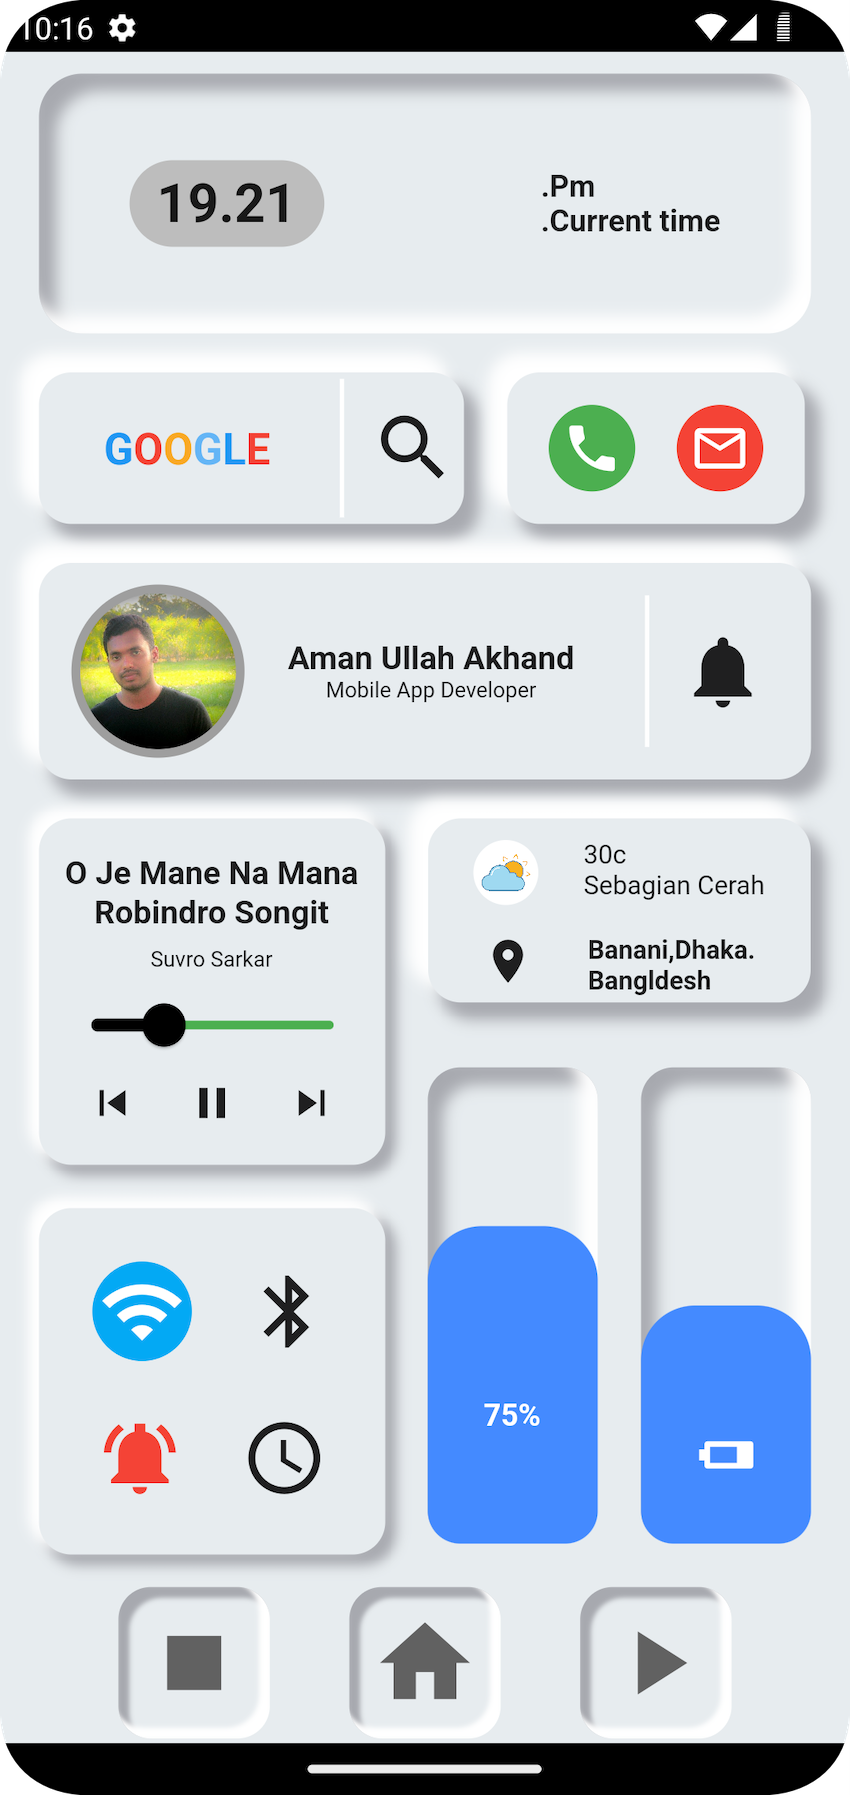 10:16
19.21
.Pm
.Current time
GOOGLE
Aman Ullah Akhand
Mobile App Developer
O Je Mane Na Mana
Robindro Songit
Suvro Sarkar
30c
Sebagian Cerah
Banani,Dhaka.
Bangldesh
75%